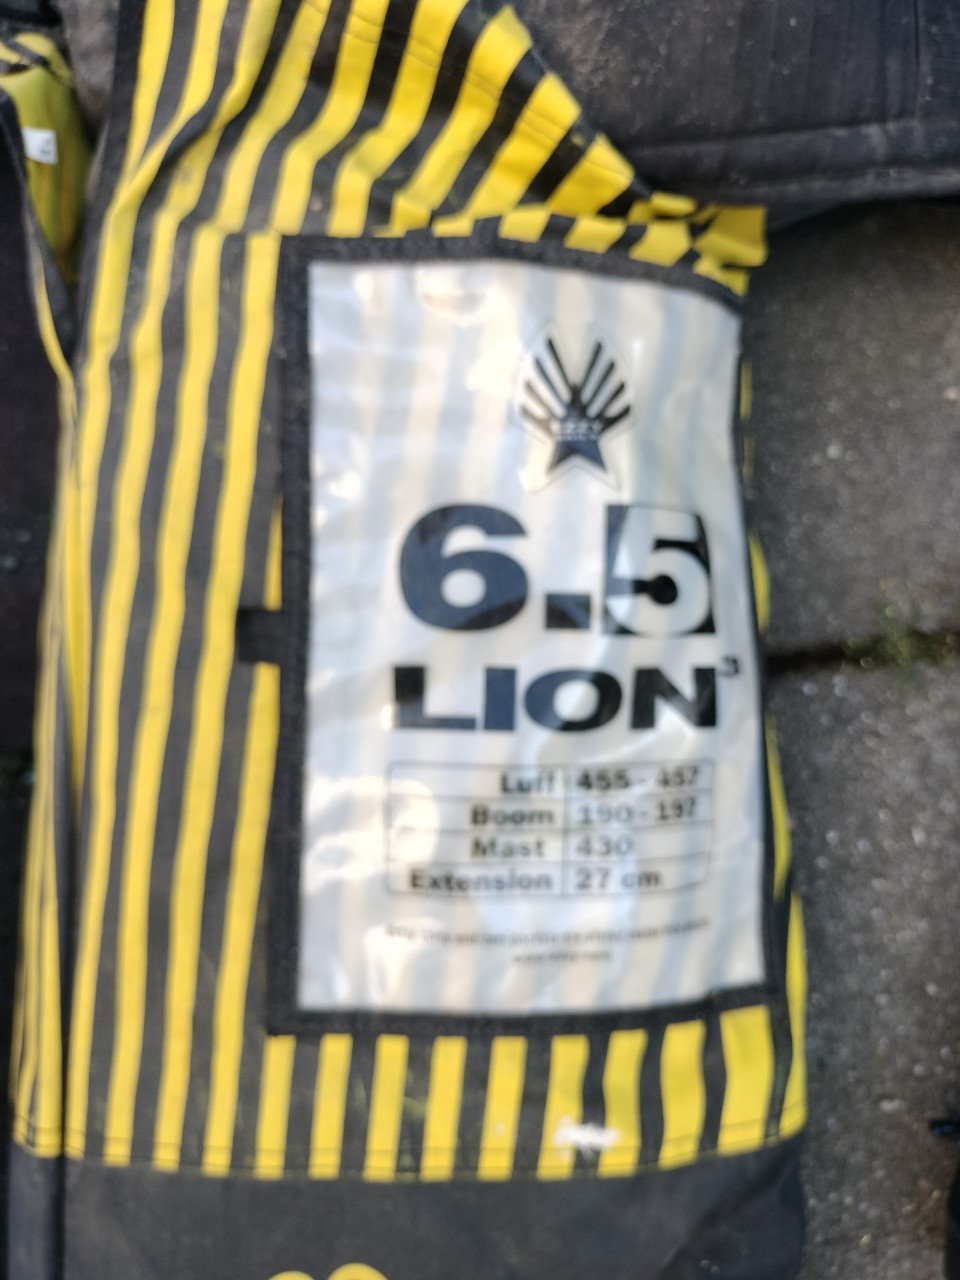 6.5
LION³
Luff 455 - 457
Boom 190 - 197
Mast 430
Extension 27 cm